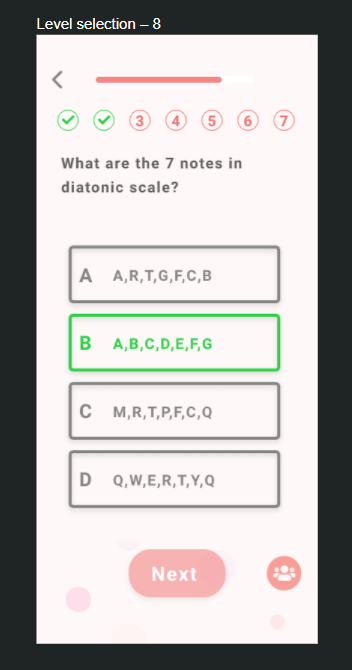 Level selection – 8
3 4 5 6 7
What are the 7 notes in
diatonic scale?
A A,R,T,G,F,C,B
B A,B,C,D,E,F,G
C M,R,T,P,F,C,Q
D Q,W,E,R,T,Y,Q
Next